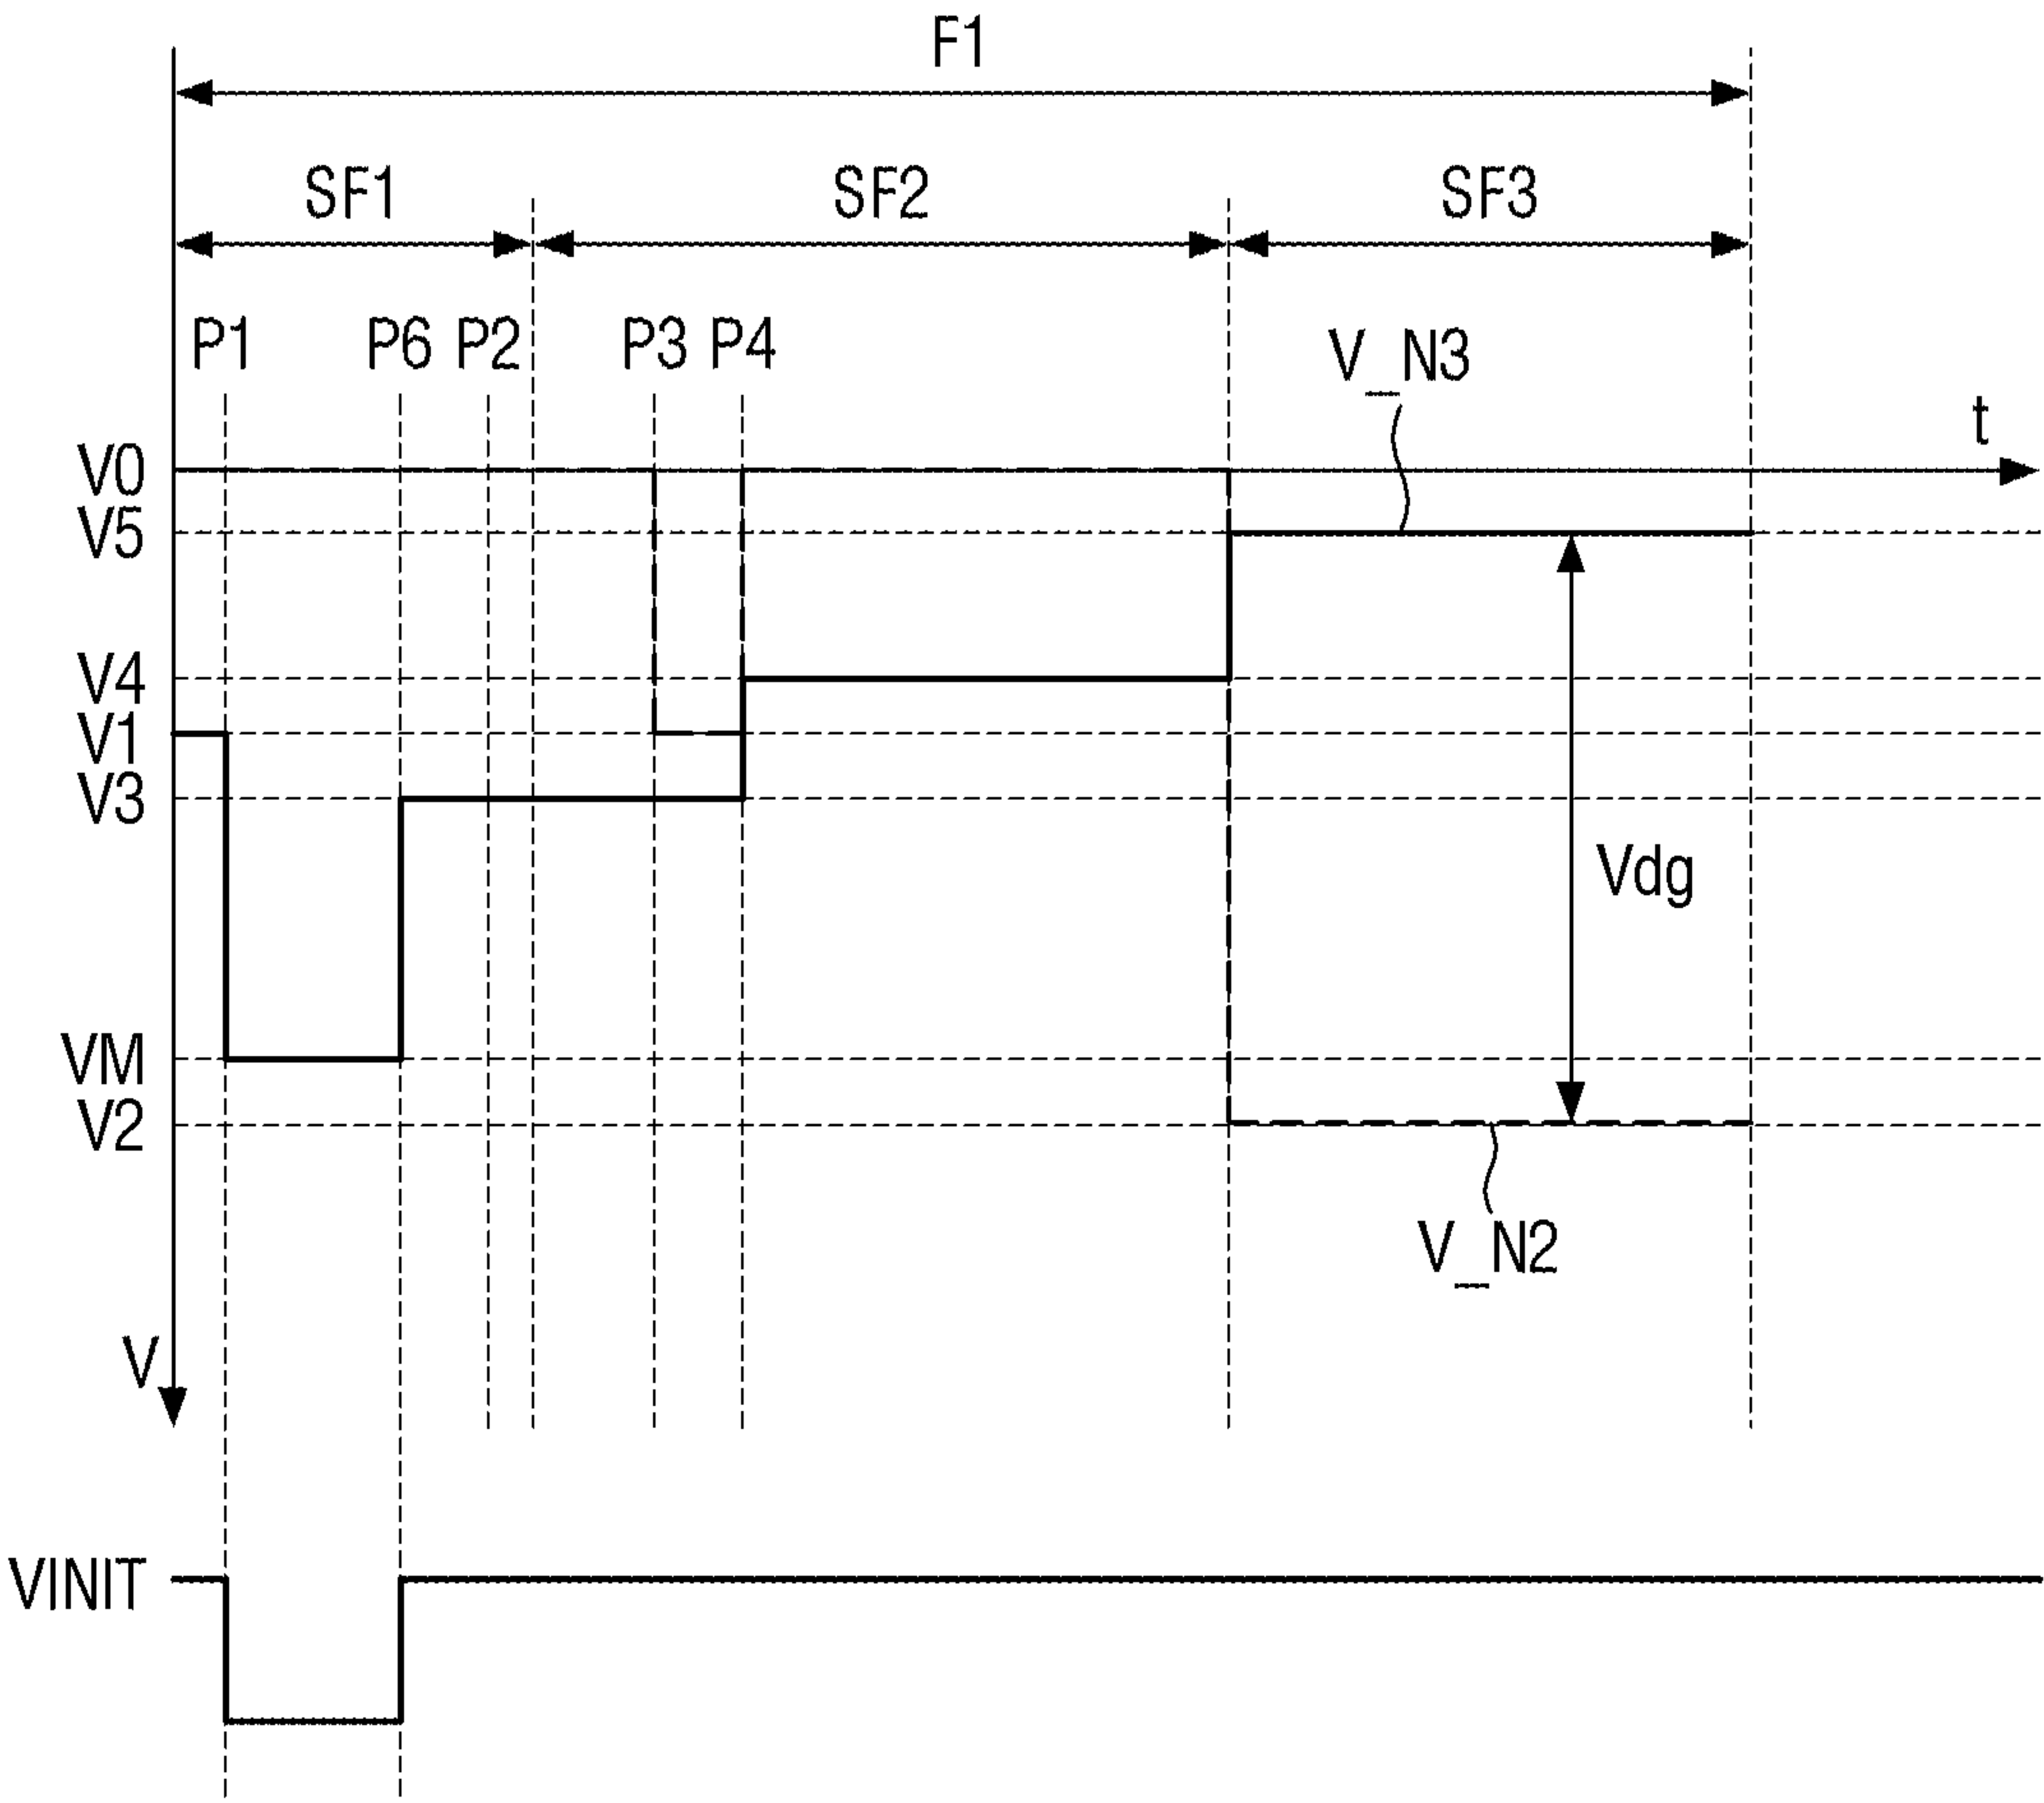 F1
SF1 SF2 SF3
P1 P6 P2 P3 P4
V_N3
t
V0
V5
V4
V1
V3
Vdg
VM
V2
V_N2
V
VINIT